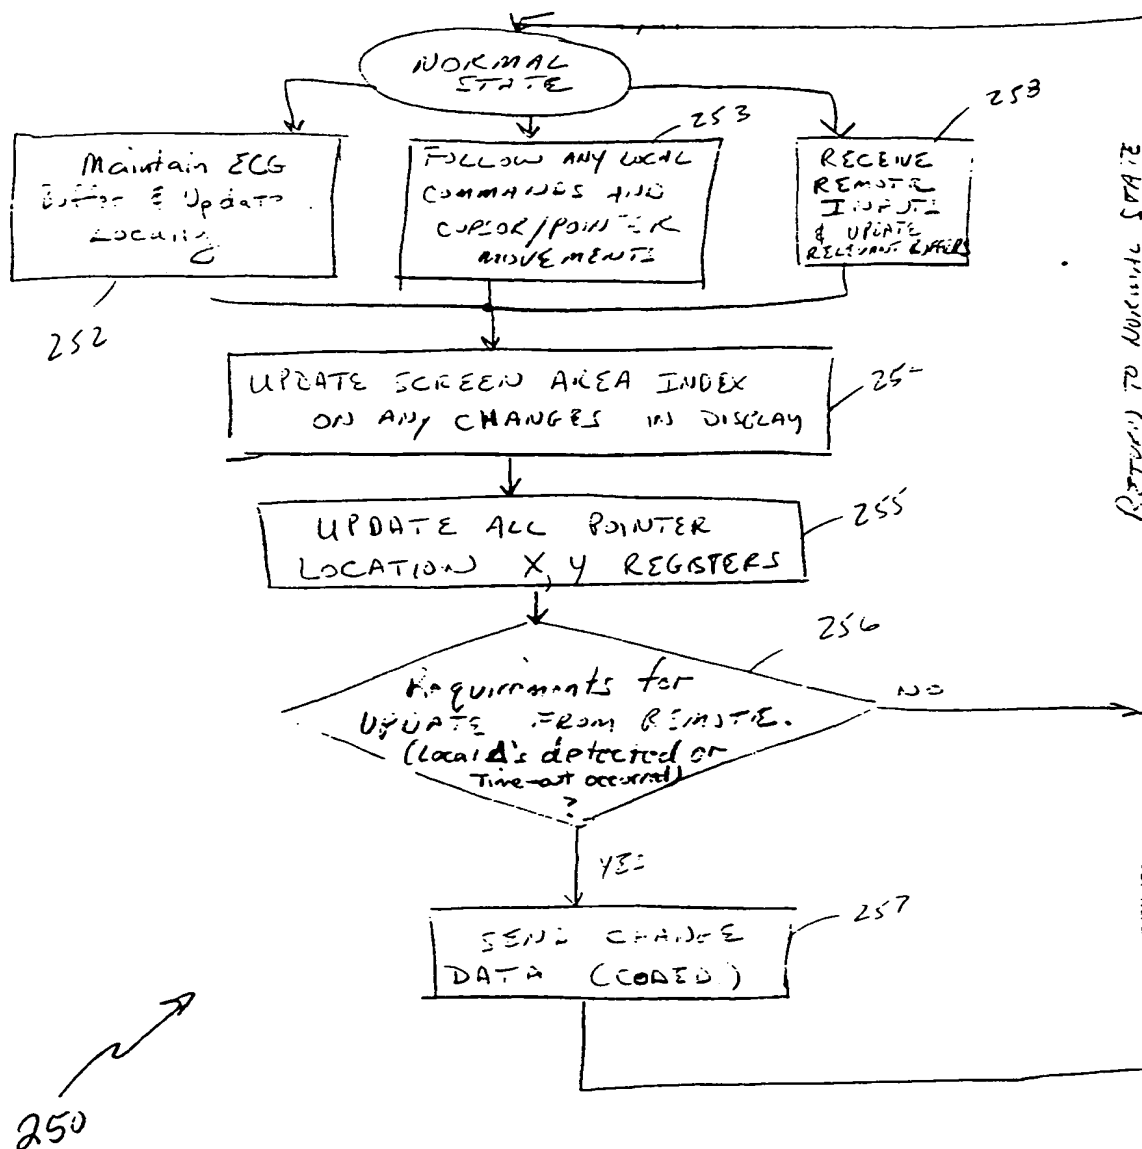 NORMAL
STATE
253
253
Maintain ECG
Buffer & Update
Locally
FOLLOW ANY LOCAL
COMMANDS AND
CURSOR/POINTER
MOVEMENTS
RECEIVE
REMOTE
INPUTS
& UPDATE
RELEVANT BUFFERS
252
RETURN TO NORMAL STATE
UPDATE SCREEN AREA INDEX
ON ANY CHANGES IN DISPLAY
UPDATE ALL POINTER
LOCATION X, Y REGISTERS
255
256
Requirements for
UPDATE FROM REMOTE.
(Local Δ's detected or
Time-out occurred)
?
NO
YES
SEND CHANGE
DATA (CODED)
257
250